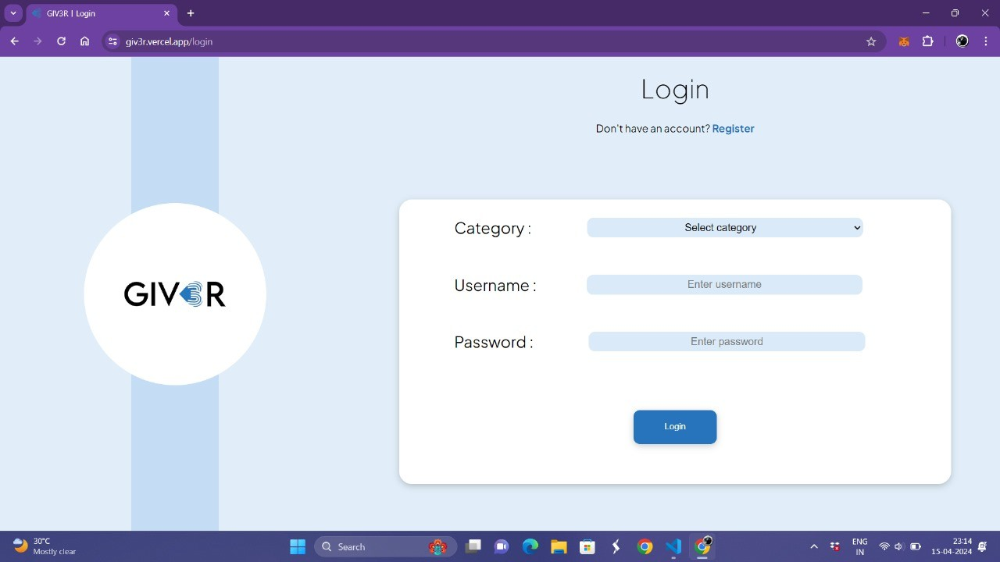 GIV3R | Login
giv3r.vercel.app/login
Login
Don't have an account? Register
GIV3R
Category :
Select category
Username :
Enter username
Password :
Enter password
Login
30°C
Mostly clear
Search
ENG
IN
23:14
15-04-2024